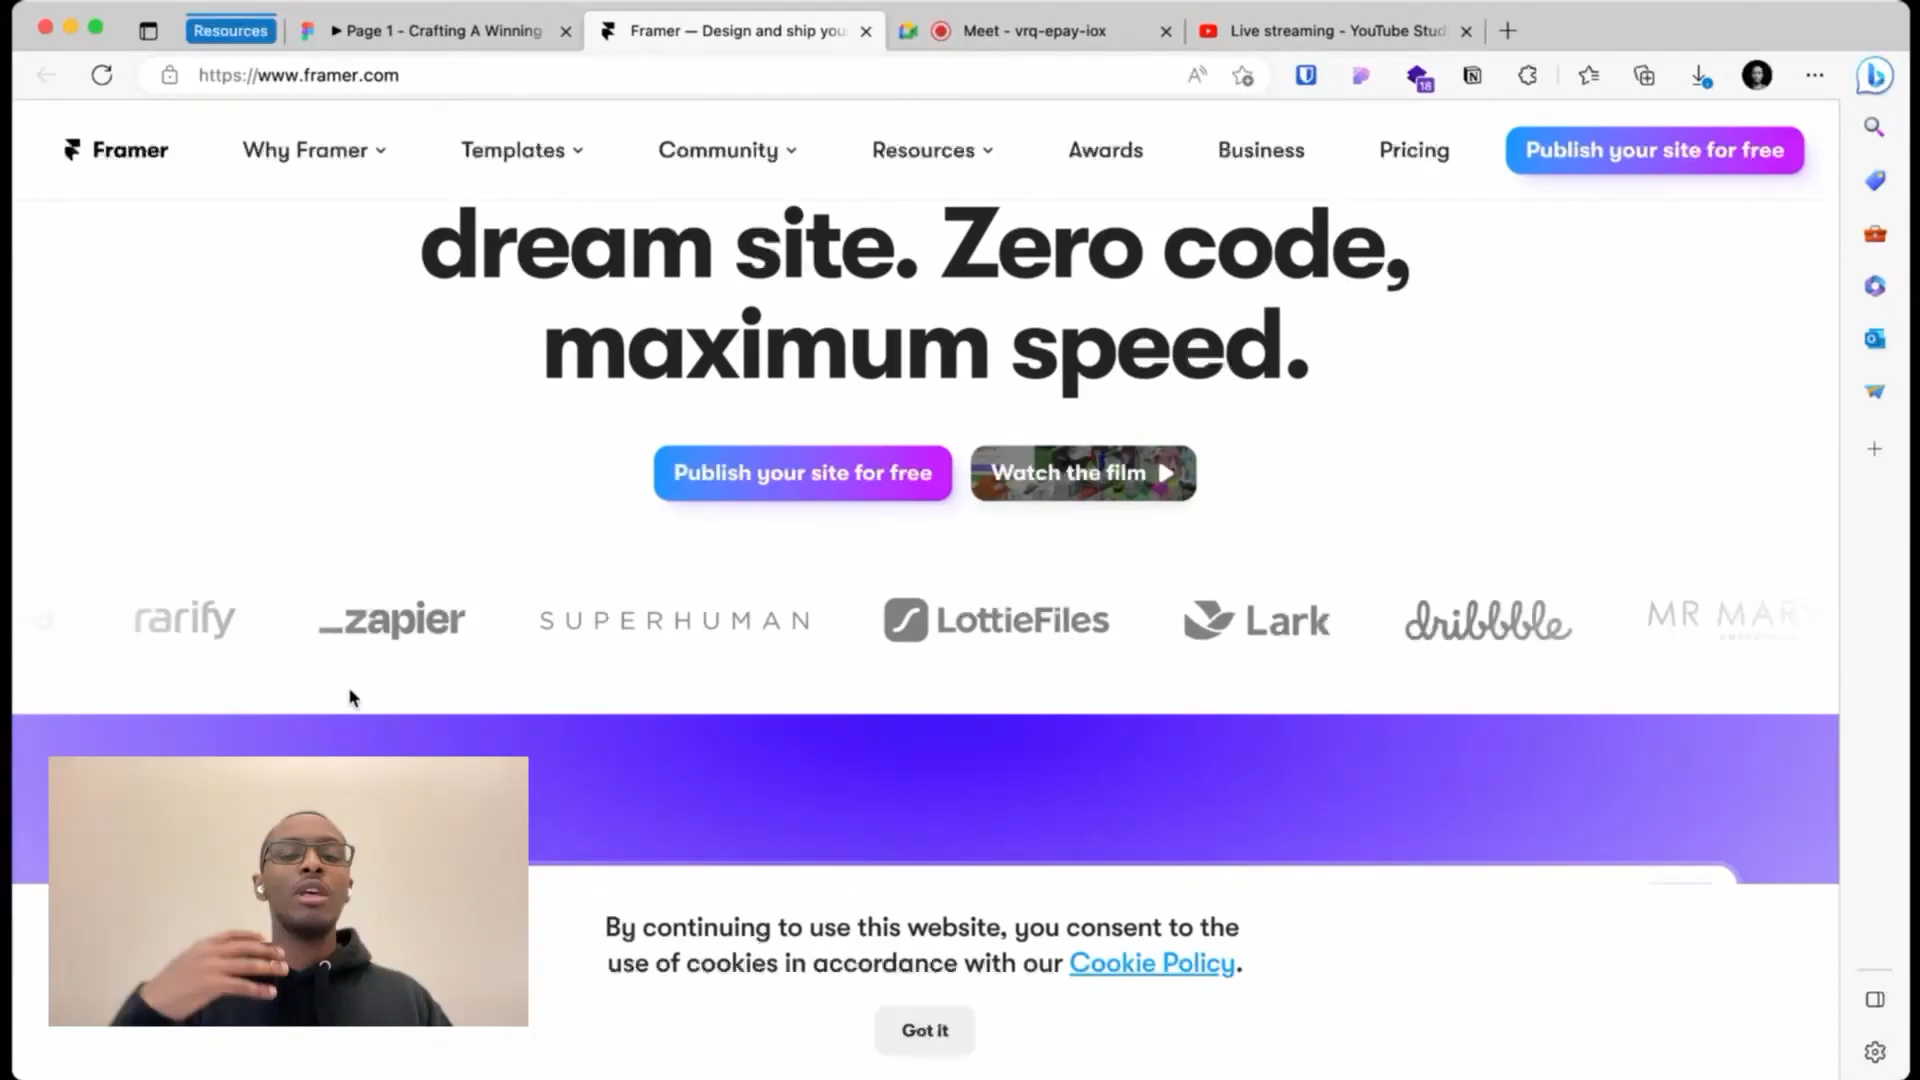 Resources
Page 1 - Crafting A Winning
Framer — Design and ship you
Meet - vrq-epay-iox
Live streaming - YouTube Stud
https://www.framer.com
18
Framer
Why Framer
Templates
Community
Resources
Awards
Business
Pricing
Publish your site for free
dream site. Zero code,
maximum speed.
Publish your site for free
Watch the film
rarify
_zapier
SUPERHUMAN
LottieFiles
Lark
dribbble
MR MAR
By continuing to use this website, you consent to the
use of cookies in accordance with our Cookie Policy.
Got it